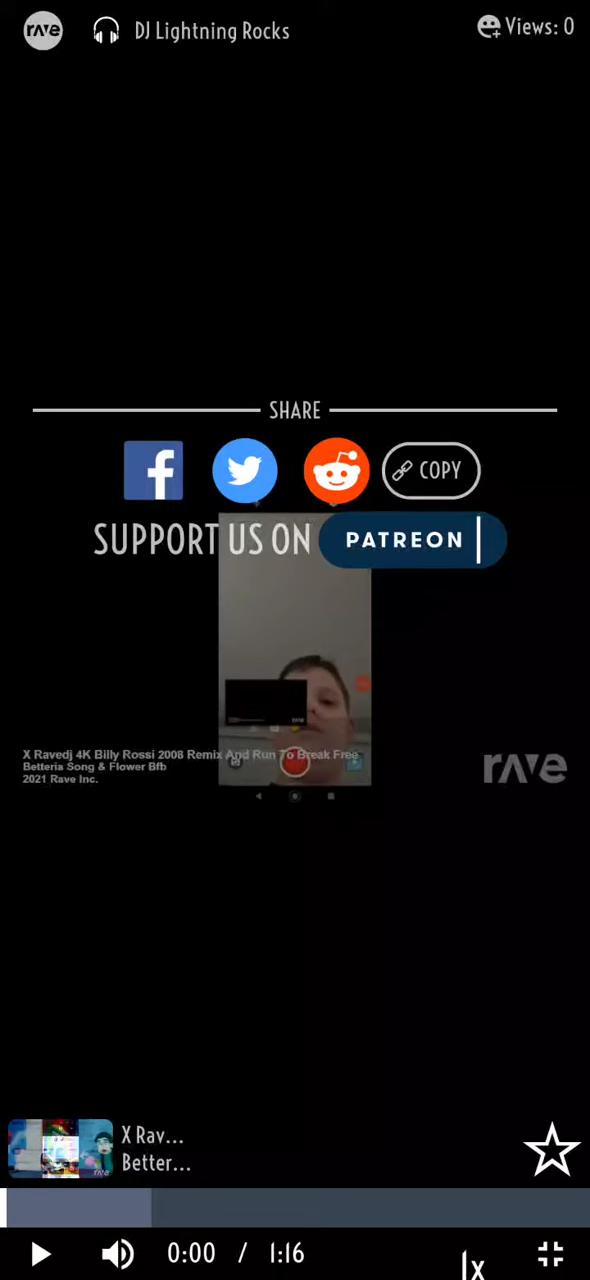 rave DJ Lightning Rocks Views: 0
SHARE
COPY
SUPPORT US ON PATREON
X Ravedj 4K Billy Rossi 2008 Remix And Run To Break Free
Betteria Song & Flower Bfb
2021 Rave Inc.
rave
X Rav...
Better...
0:00 / 1:16 1x